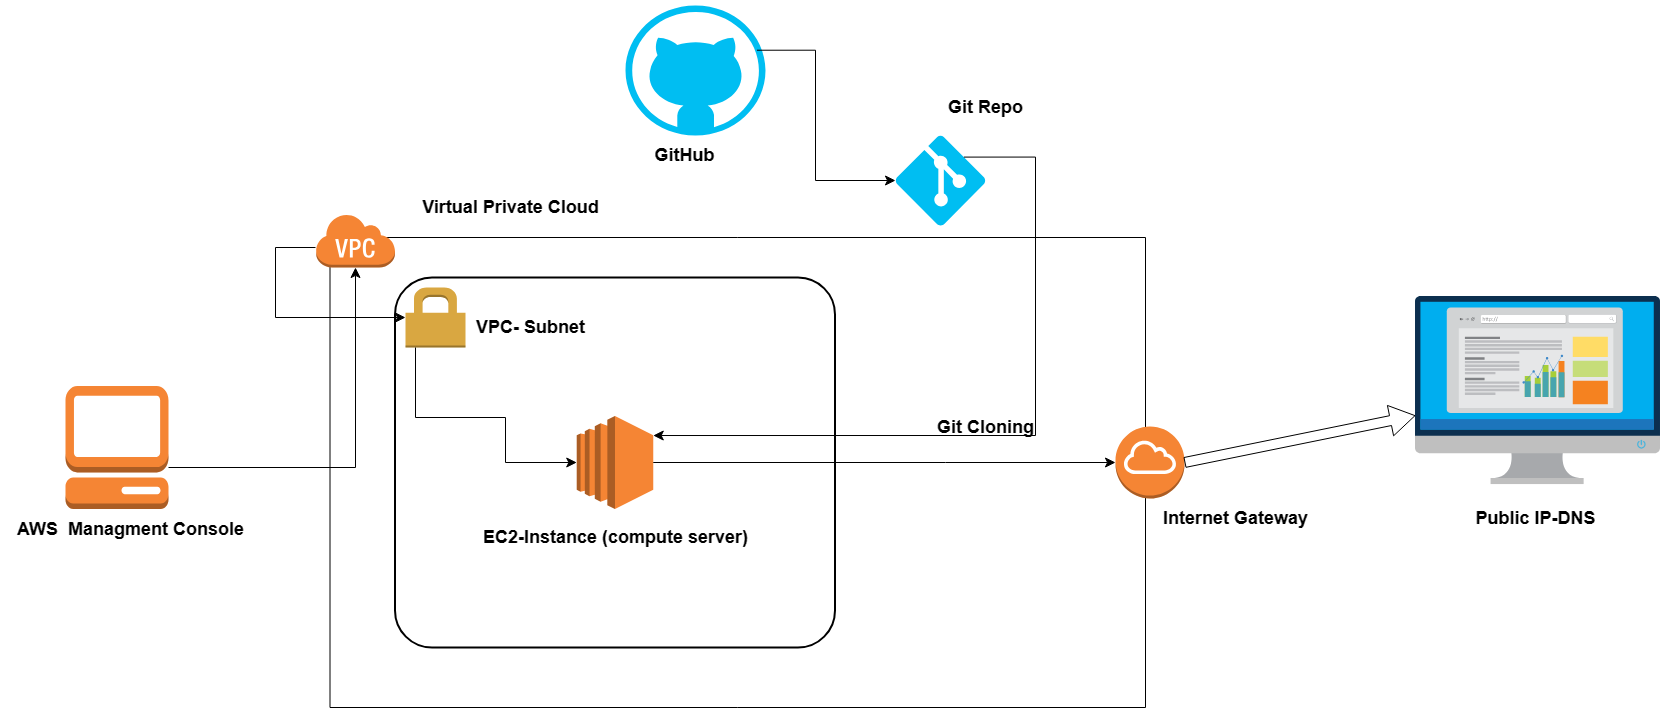 GitHub
Git Repo
Virtual Private Cloud
VPC
VPC- Subnet
http://
Git Cloning
AWS  Managment Console
EC2-Instance (compute server)
Internet Gateway
Public IP-DNS